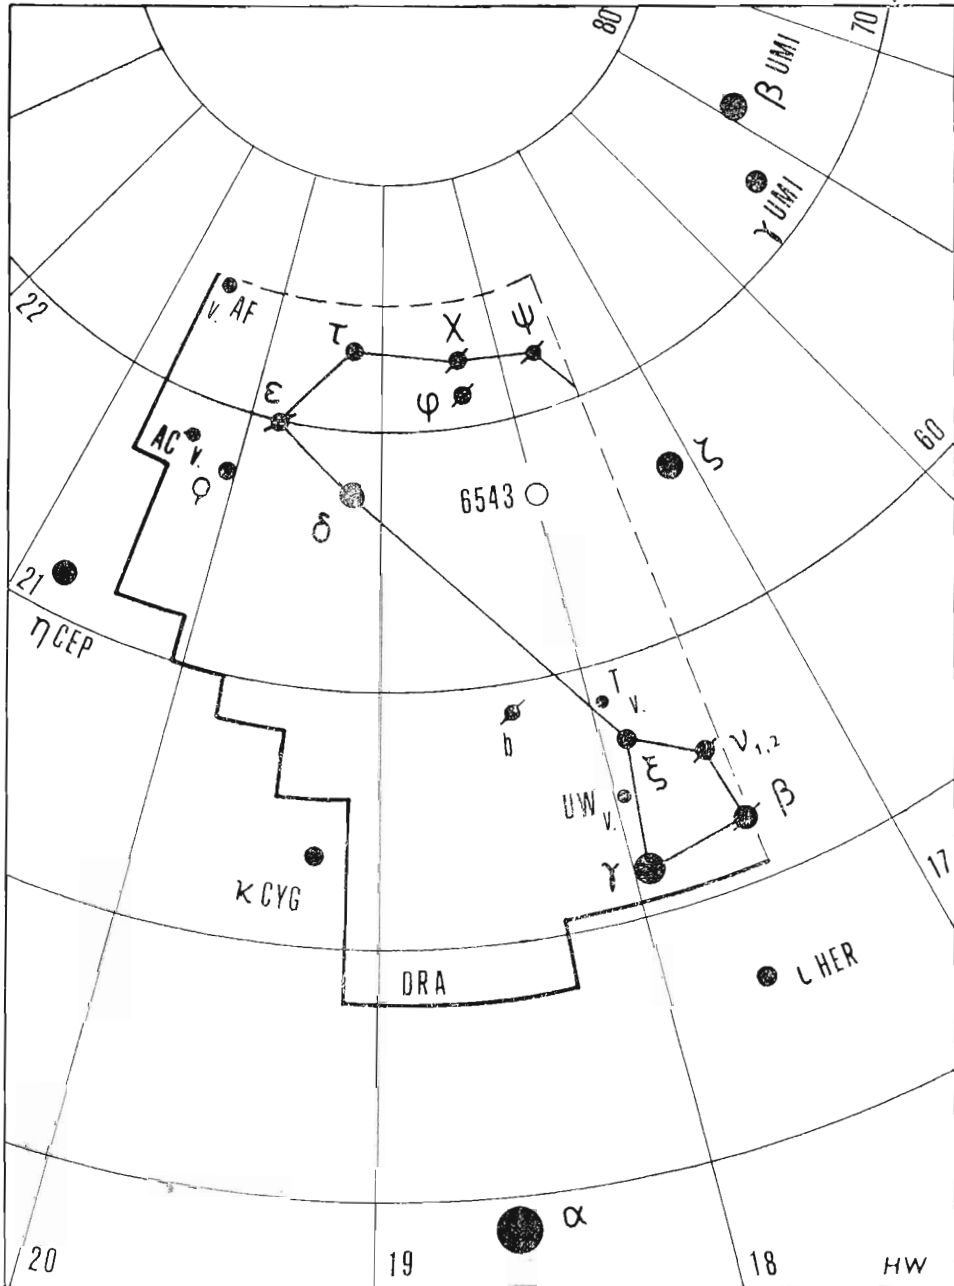 80
70
β UMI
γ UMI
22
V. AF
τ
χ
ψ
ε
φ
60
AC V.
ζ
ρ
6543
δ
21
η CEP
T V.
b
ν 1,2
ξ
UW V.
β
γ
17
κ CYG
DRA
ι HER
α
20
19
18
HW